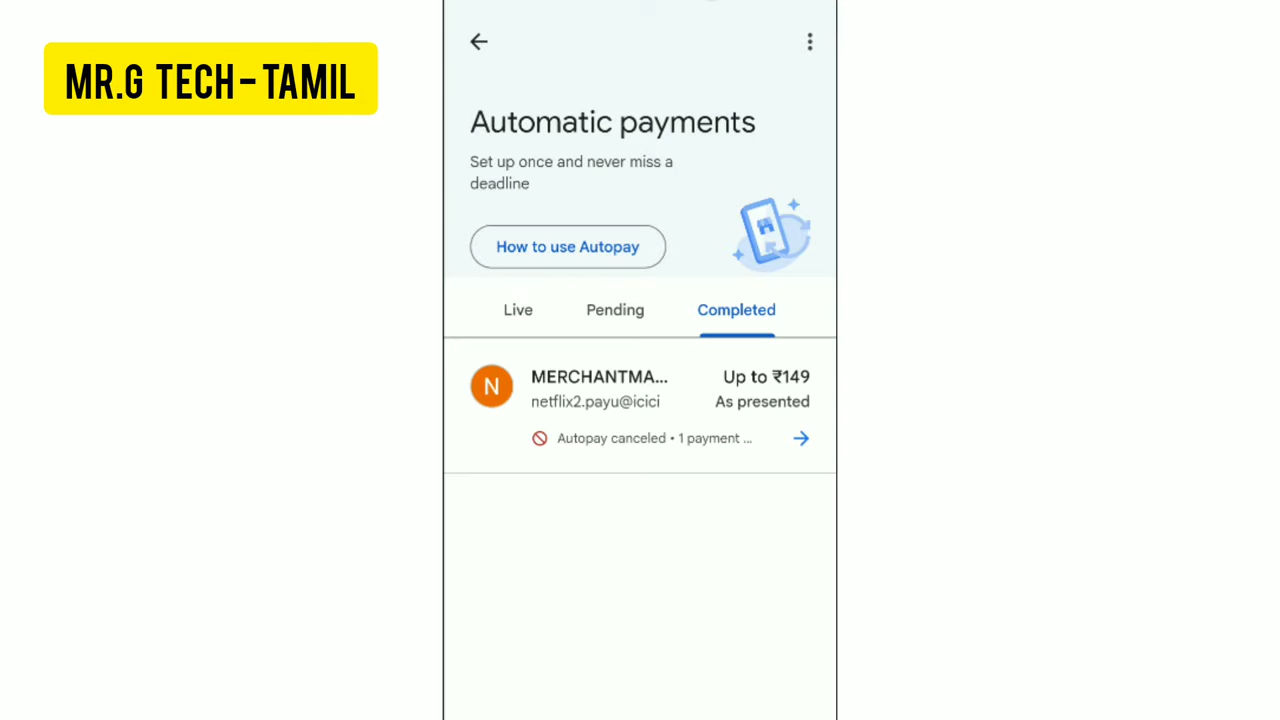 MR.G TECH - TAMIL
Automatic payments
Set up once and never miss a
deadline
How to use Autopay
Live Pending Completed
N MERCHANTMA... Up to ₹149
netflix2.payu@icici As presented
Autopay canceled • 1 payment ...